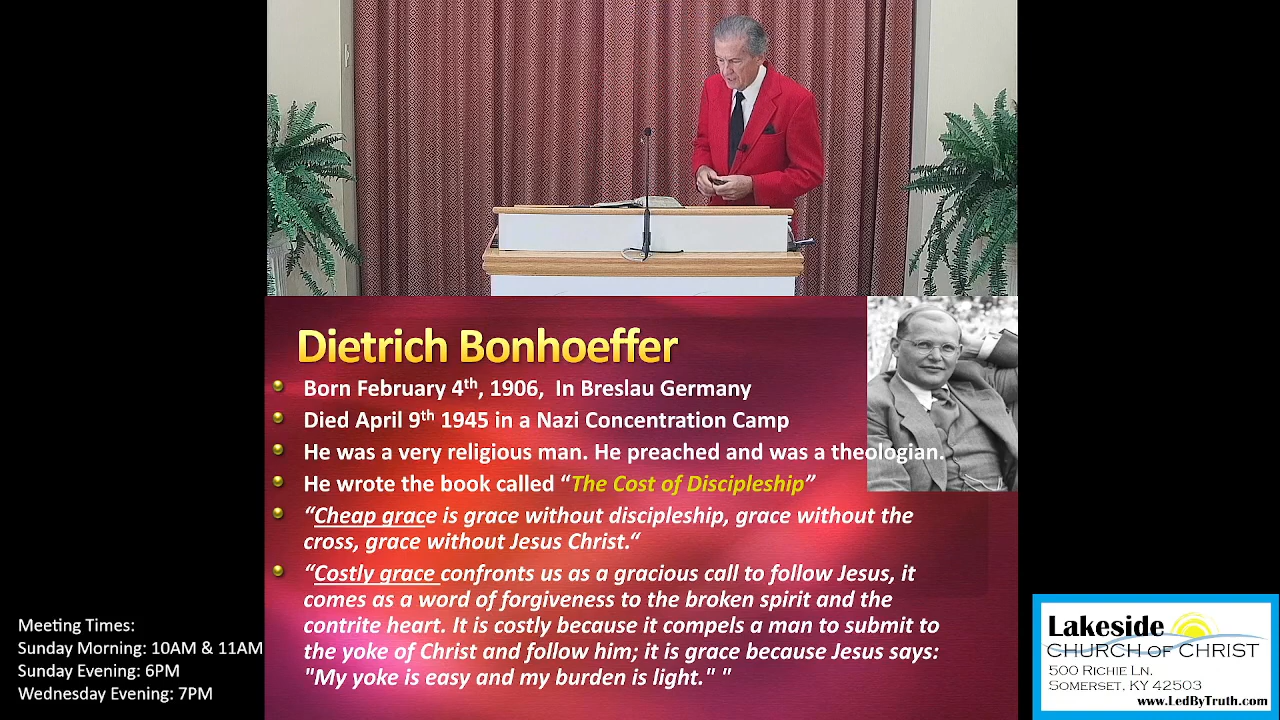 Dietrich Bonhoeffer
Born February 4th, 1906,  In Breslau Germany
Died April 9th 1945 in a Nazi Concentration Camp
He was a very religious man. He preached and was a theologian.
He wrote the book called “The Cost of Discipleship”
“Cheap grace is grace without discipleship, grace without the
cross, grace without Jesus Christ.“
“Costly grace confronts us as a gracious call to follow Jesus, it
comes as a word of forgiveness to the broken spirit and the
contrite heart. It is costly because it compels a man to submit to
the yoke of Christ and follow him; it is grace because Jesus says:
"My yoke is easy and my burden is light." "
Meeting Times:
Sunday Morning: 10AM & 11AM
Sunday Evening: 6PM
Wednesday Evening: 7PM
Lakeside
CHURCH OF CHRIST
500 RICHIE LN.
SOMERSET, KY 42503
www.LedByTruth.com